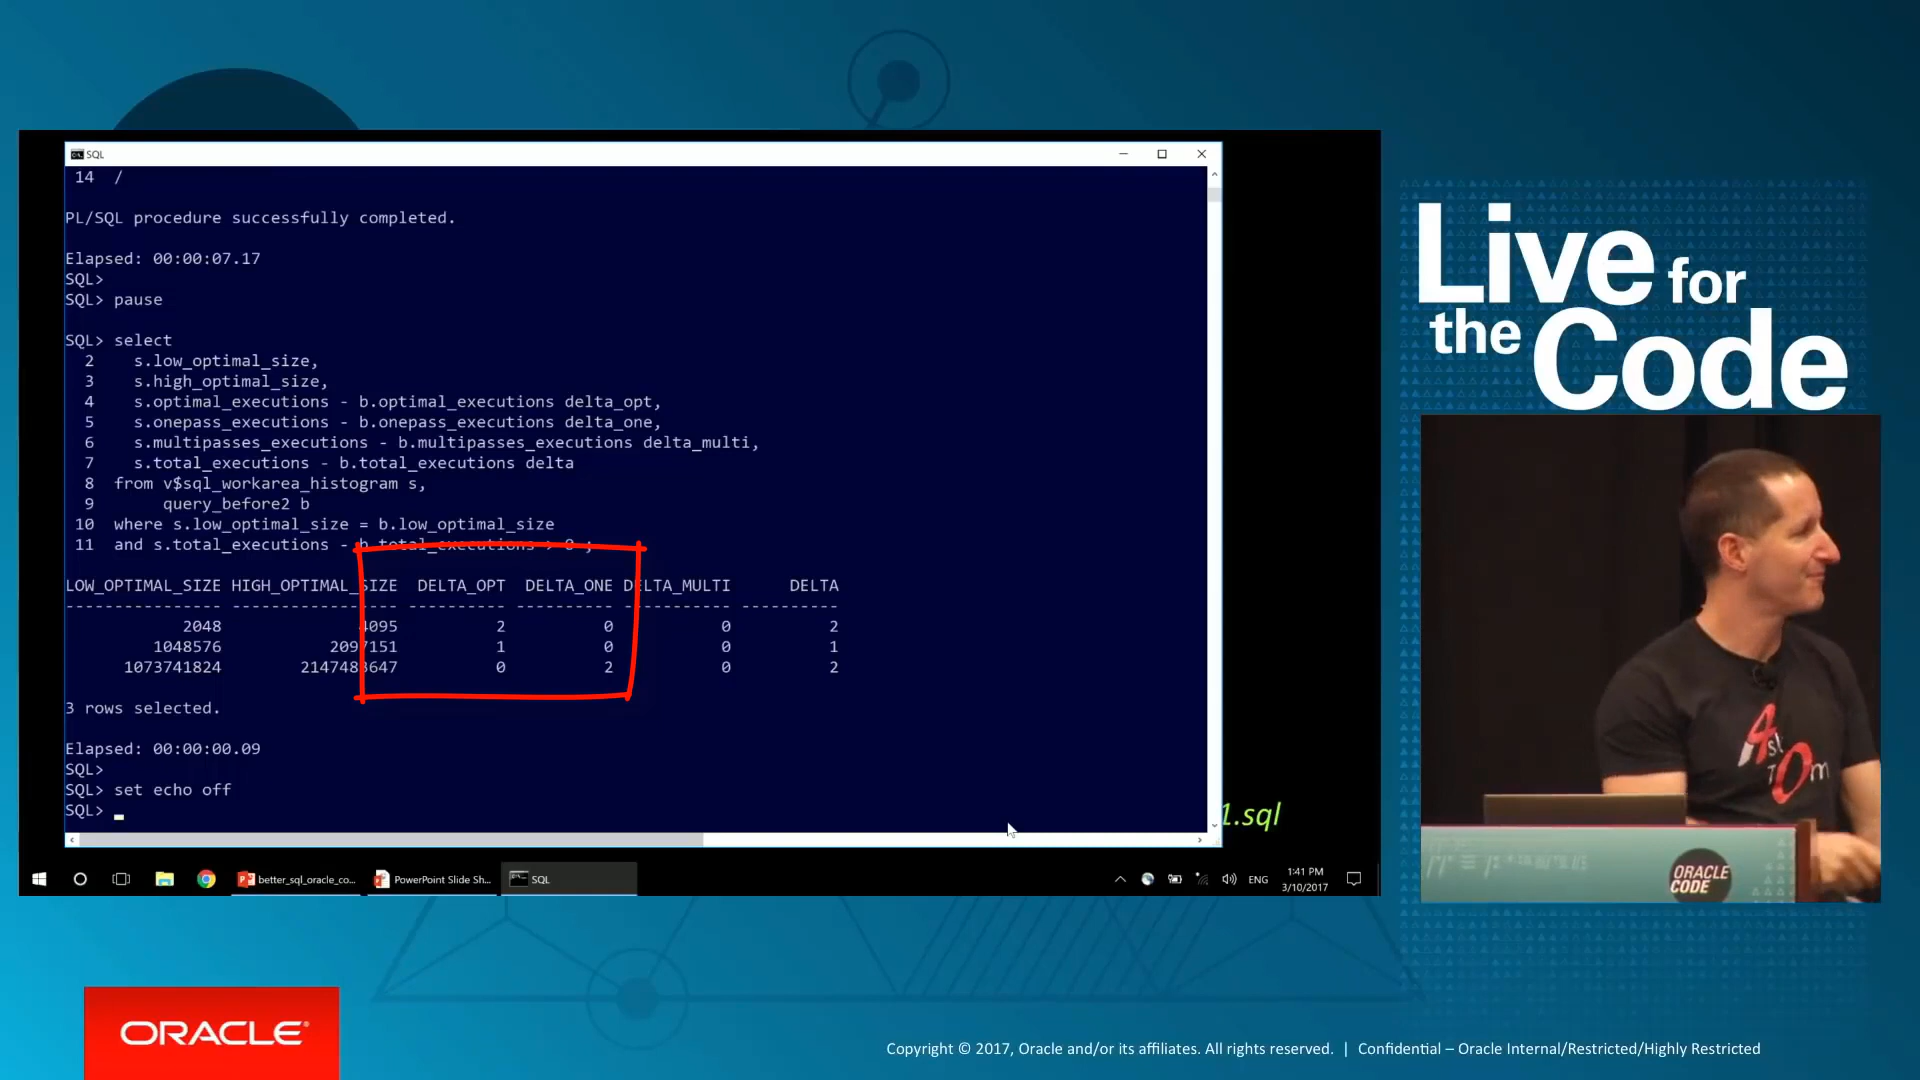 SQL
14 /
PL/SQL procedure successfully completed.
Elapsed: 00:00:07.17
SQL>
SQL> pause
SQL> select
2 s.low_optimal_size,
3 s.high_optimal_size,
4 s.optimal_executions - b.optimal_executions delta_opt,
5 s.onepass_executions - b.onepass_executions delta_one,
6 s.multipasses_executions - b.multipasses_executions delta_multi,
7 s.total_executions - b.total_executions delta
8 from v$sql_workarea_histogram s,
9 query_before2 b
10 where s.low_optimal_size = b.low_optimal_size
11 and s.total_executions - b.total_executions > 0 ;
LOW_OPTIMAL_SIZE HIGH_OPTIMAL_SIZE DELTA_OPT DELTA_ONE DELTA_MULTI DELTA
---------------- ----------------- ---------- ---------- ----------- ----------
2048 4095 2 0 0 2
1048576 2097151 1 0 0 1
1073741824 2147483647 0 2 0 2
3 rows selected.
Elapsed: 00:00:00.09
SQL>
SQL> set echo off
SQL>
1.sql
better_sql_oracle_co...
PowerPoint Slide Sh...
SQL
ENG
1:41 PM
3/10/2017
Live for
the Code
Ask
TOm
ORACLE
CODE
ORACLE®
Copyright © 2017, Oracle and/or its affiliates. All rights reserved. | Confidential – Oracle Internal/Restricted/Highly Restricted